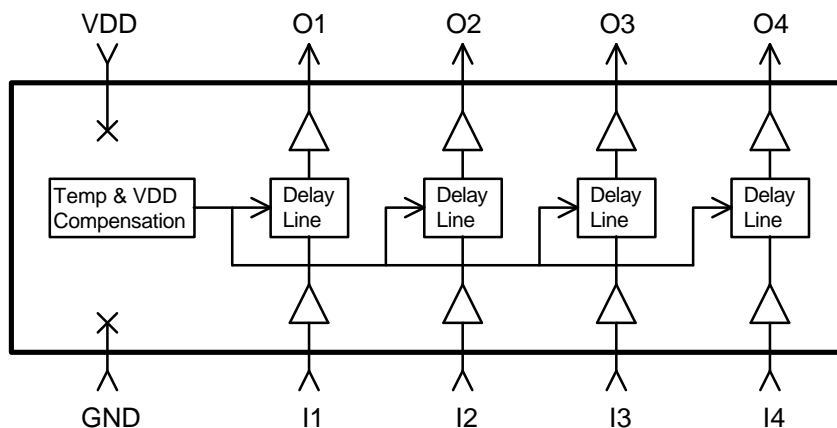 VDD O1 O2 O3 O4
Temp & VDD
Compensation
Delay
Line
Delay
Line
Delay
Line
Delay
Line
GND I1 I2 I3 I4